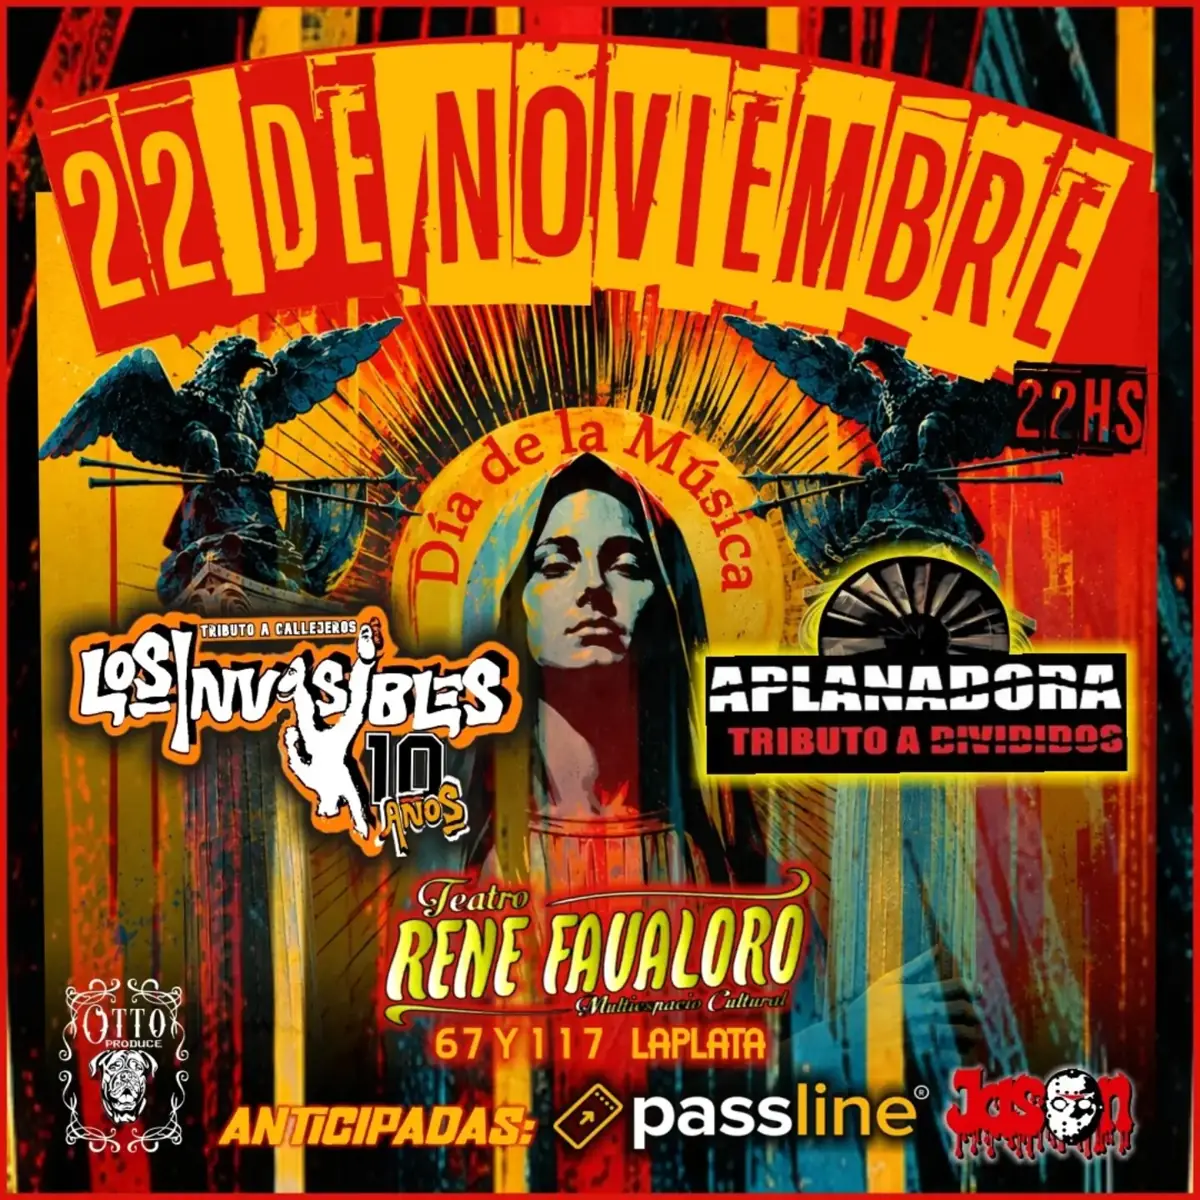 22 DE NOVIEMBRE
22HS
Día de la Música
TRIBUTO A CALLEJEROS
LOS INVISIBLES
10
AÑOS
APLANADORA
TRIBUTO A DIVIDIDOS
Teatro
RENE FAVALORO
Multiespacio Cultural
67 Y 117 LAPLATA
OTTO
PRODUCE
ANTICIPADAS: passline®
Jason